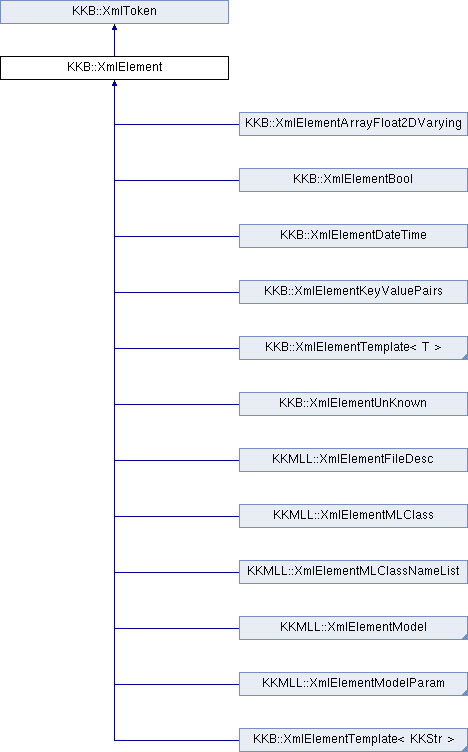 KKB::XmlToken
KKB::XmlElement
KKB::XmlElementArrayFloat2DVarying
KKB::XmlElementBool
KKB::XmlElementDateTime
KKB::XmlElementKeyValuePairs
KKB::XmlElementTemplate< T >
KKB::XmlElementUnKnown
KKMLL::XmlElementFileDesc
KKMLL::XmlElementMLClass
KKMLL::XmlElementMLClassNameList
KKMLL::XmlElementModel
KKMLL::XmlElementModelParam
KKB::XmlElementTemplate< KKStr >